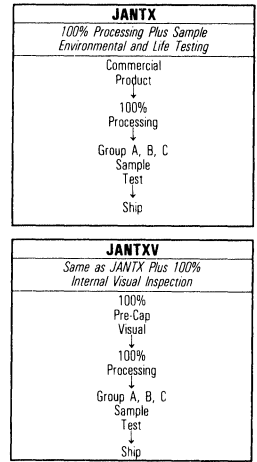 JANTX
100% Processing Plus Sample
Environmental and Life Testing
Commercial
Product
100%
Processing
Group A, B, C
Sample
Test
Ship
JANTXV
Same as JANTX Plus 100%
Internal Visual Inspection
100%
Pre-Cap
Visual
100%
Processing
Group A, B, C
Sample
Test
Ship